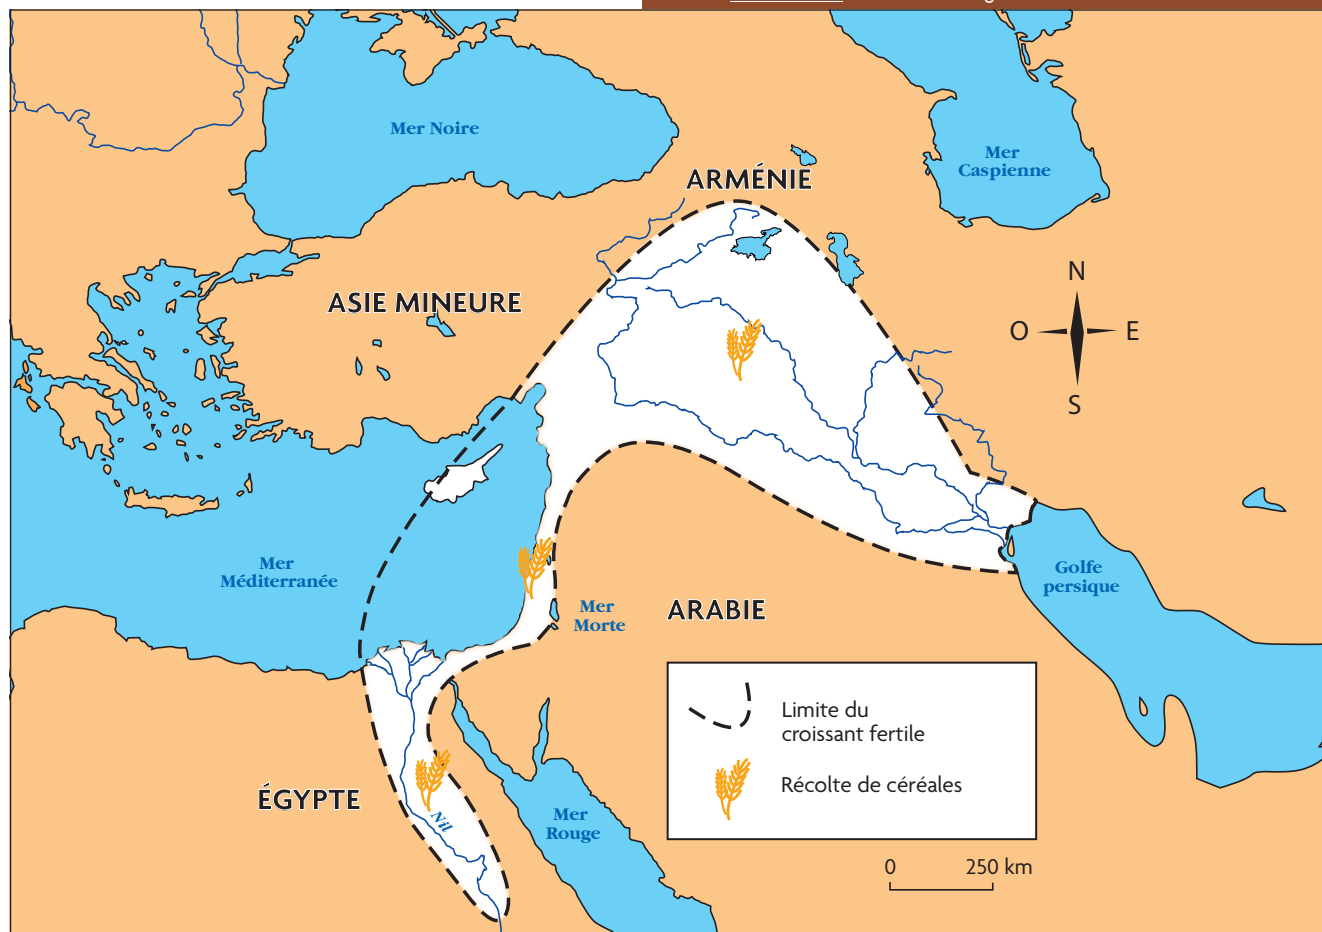 Mer Noire
Mer
Caspienne
ARMÉNIE
N
ASIE MINEURE
O
E
S
Mer
Méditerranée
Golfe
persique
Mer
Morte
ARABIE
Limite du
croissant fertile
Récolte de céréales
ÉGYPTE
Nil
Mer
Rouge
0
250 km